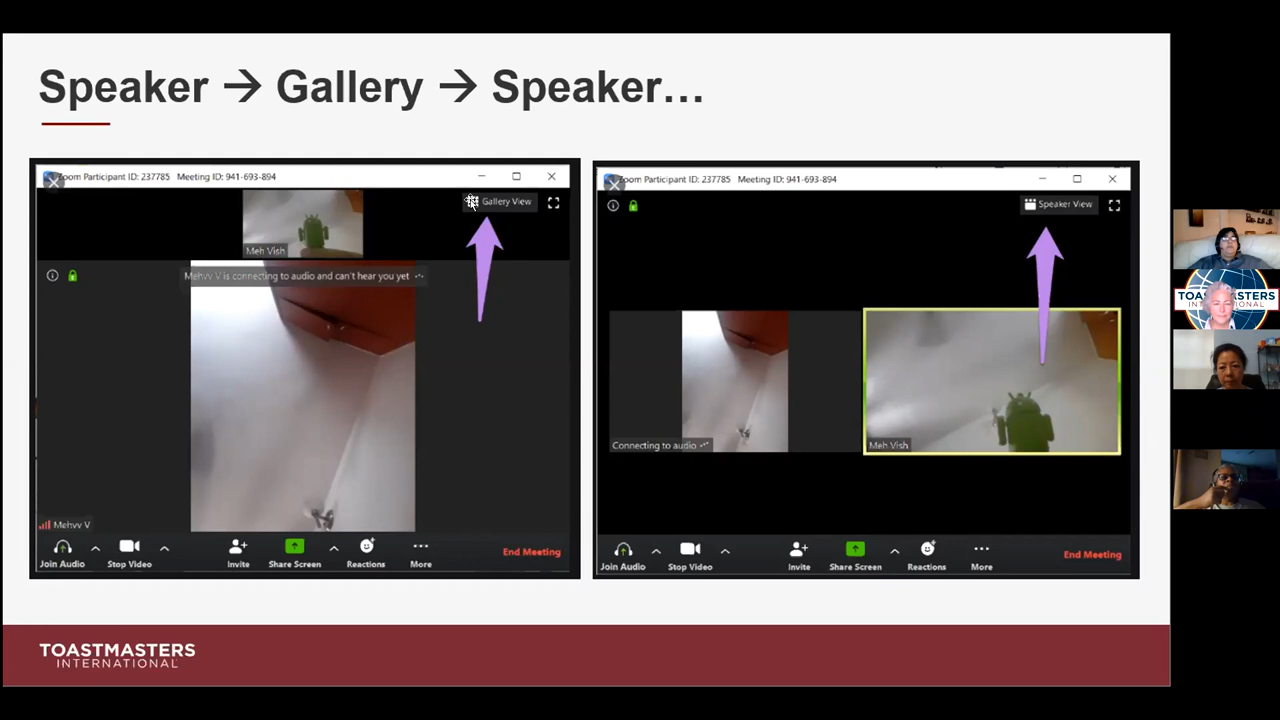 Speaker → Gallery → Speaker...
Zoom Participant ID: 237785 Meeting ID: 941-693-894
Gallery View
Meh Vish
Mehvv V is connecting to audio and can't hear you yet
Mehvv V
Join Audio
Stop Video
Invite
Share Screen
Reactions
More
End Meeting
Zoom Participant ID: 237785 Meeting ID: 941-693-894
Speaker View
Connecting to audio
Meh Vish
Join Audio
Stop Video
Invite
Share Screen
Reactions
More
End Meeting
TOASTMASTERS
INTERNATIONAL